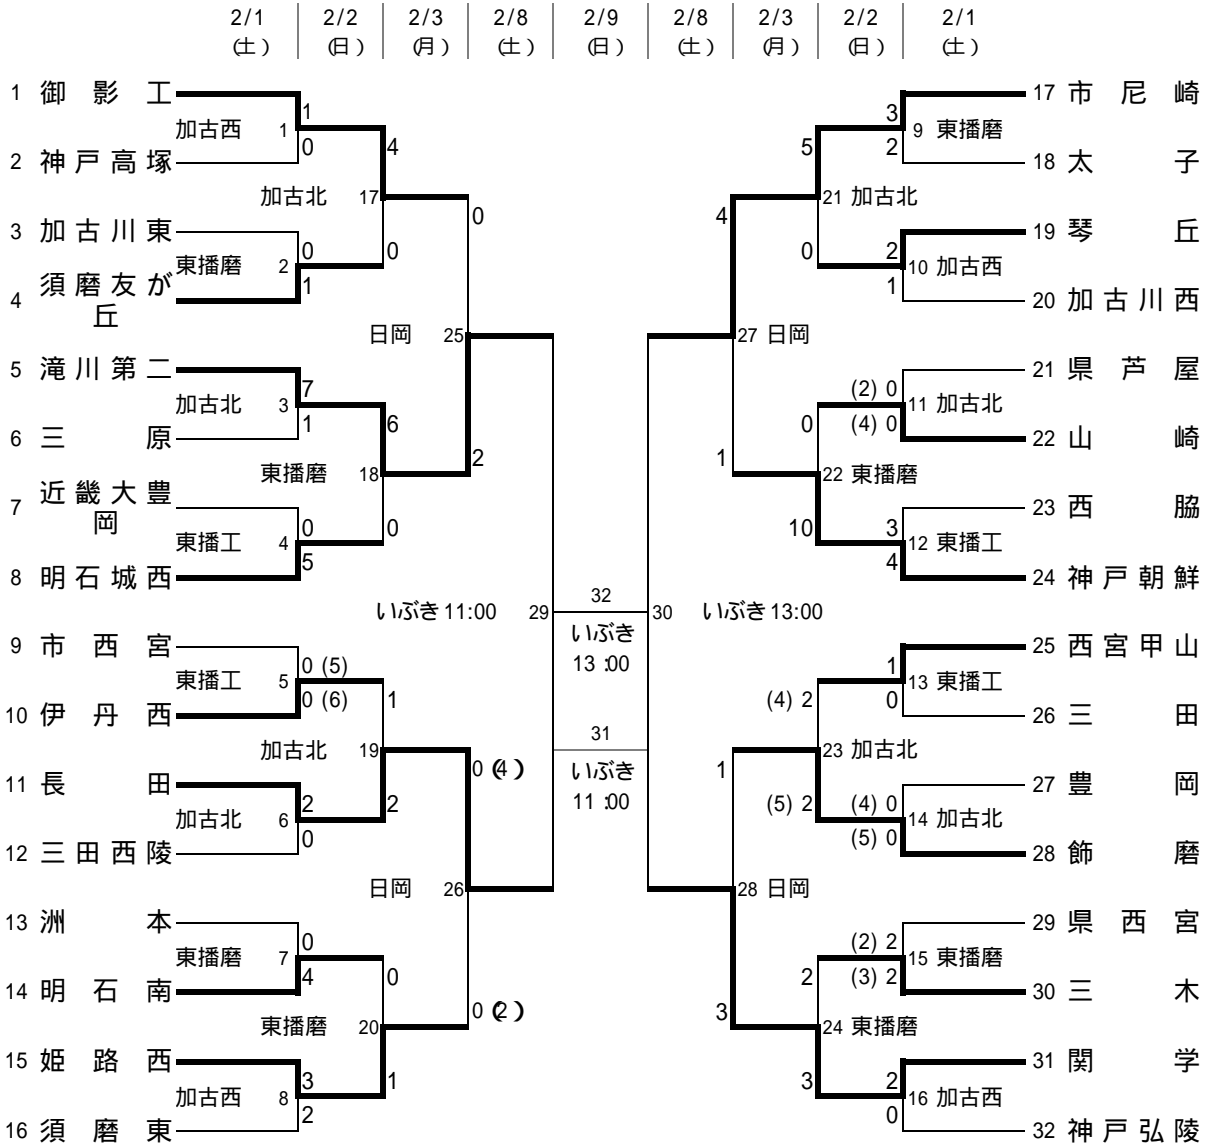 2/1 2/2 2/3 2/8 2/9 2/8 2/3 2/2 2/1
(土) (日) (月) (土) (日) (土) (月) (日) (土)
1 御影工
加古西 1
1
0
2 神戸高塚
加古北 17
4
0
3 加古川東
東播磨 2
0
1
4 須磨友が
丘
日岡 25
0
2
5 滝川第二
加古北 3
7
1
6 三原
東播磨 18
6
0
7 近畿大豊
岡
東播工 4
0
5
8 明石城西
いぶき 11:00 29
9 市西宮
東播工 5
0 (5)
0 (6)
10 伊丹西
加古北 19
1
2
11 長田
加古北 6
2
0
12 三田西陵
日岡 26
0 (4)
0 (2)
13 洲本
東播磨 7
0
4
14 明石南
東播磨 20
0
1
15 姫路西
加古西 8
3
2
16 須磨東
32
いぶき
13:00
31
いぶき
11:00
17 市尼崎
3
9 東播磨
2
18 太子
5
21 加古北
0
19 琴丘
2
10 加古西
1
20 加古川西
4
27 日岡
1
21 県芦屋
(2) 0
11 加古北
(4) 0
22 山崎
0
22 東播磨
10
23 西脇
3
12 東播工
4
24 神戸朝鮮
30 いぶき 13:00
25 西宮甲山
1
13 東播工
0
26 三田
(4) 2
23 加古北
(5) 2
27 豊岡
(4) 0
14 加古北
(5) 0
28 飾磨
1
28 日岡
3
29 県西宮
(2) 2
15 東播磨
(3) 2
30 三木
2
24 東播磨
3
31 関学
2
16 加古西
0
32 神戸弘陵